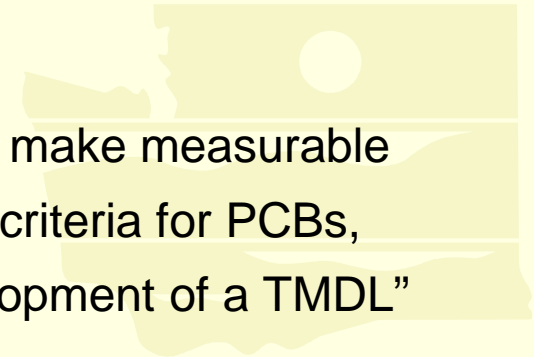 make measurable
criteria for PCBs,
opment of a TMDL”